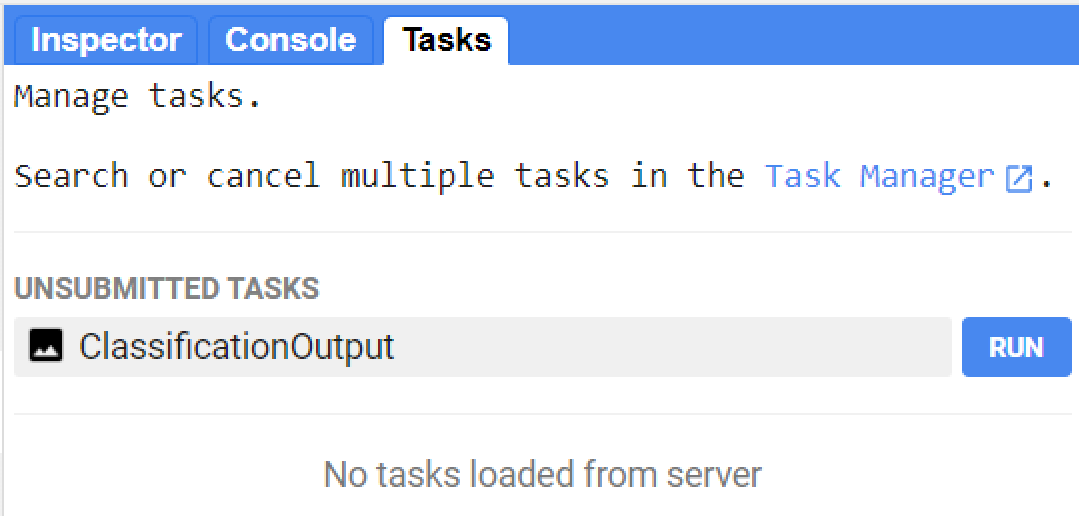 Inspector Console Tasks
Manage tasks.
Search or cancel multiple tasks in the Task Manager.
UNSUBMITTED TASKS
ClassificationOutput RUN
No tasks loaded from server